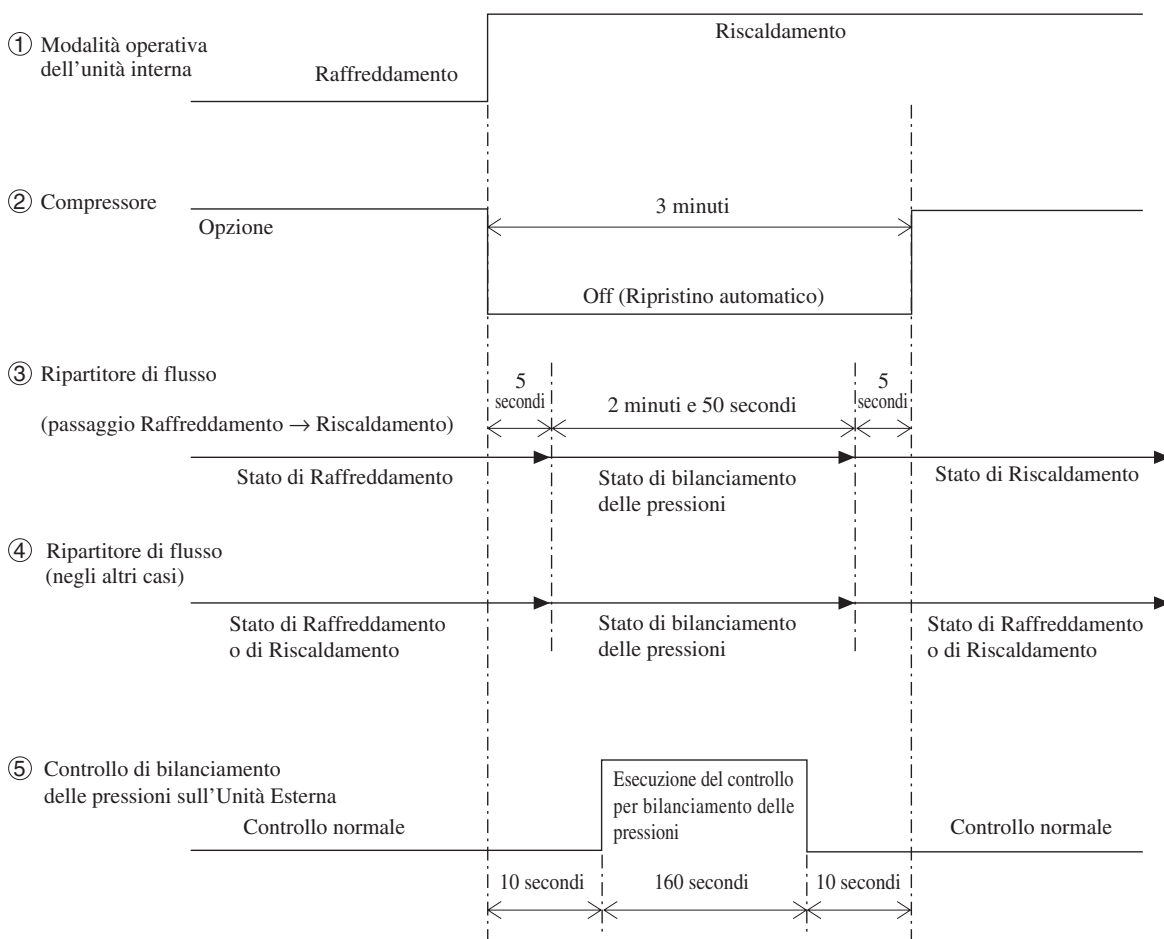 ① Modalità operativa
dell'unità interna
Raffreddamento
Riscaldamento
② Compressore
Opzione
3 minuti
Off (Ripristino automatico)
③ Ripartitore di flusso
(passaggio Raffreddamento → Riscaldamento)
5
secondi
2 minuti e 50 secondi
5
secondi
Stato di Raffreddamento
Stato di bilanciamento
delle pressioni
Stato di Riscaldamento
④ Ripartitore di flusso
(negli altri casi)
Stato di Raffreddamento
o di Riscaldamento
Stato di bilanciamento
delle pressioni
Stato di Raffreddamento
o di Riscaldamento
⑤ Controllo di bilanciamento
delle pressioni sull'Unità Esterna
Controllo normale
Esecuzione del controllo
per bilanciamento delle
pressioni
Controllo normale
10 secondi
160 secondi
10 secondi